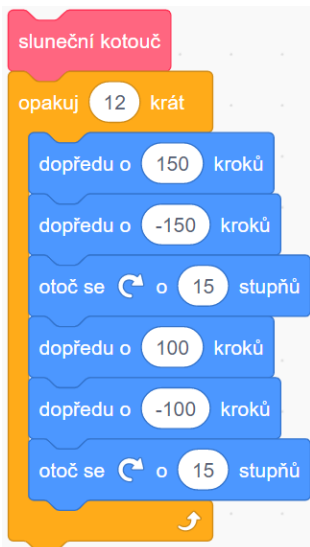 sluneční kotouč
opakuj 12 krát
dopředu o 150 kroků
dopředu o -150 kroků
otoč se o 15 stupňů
dopředu o 100 kroků
dopředu o -100 kroků
otoč se o 15 stupňů